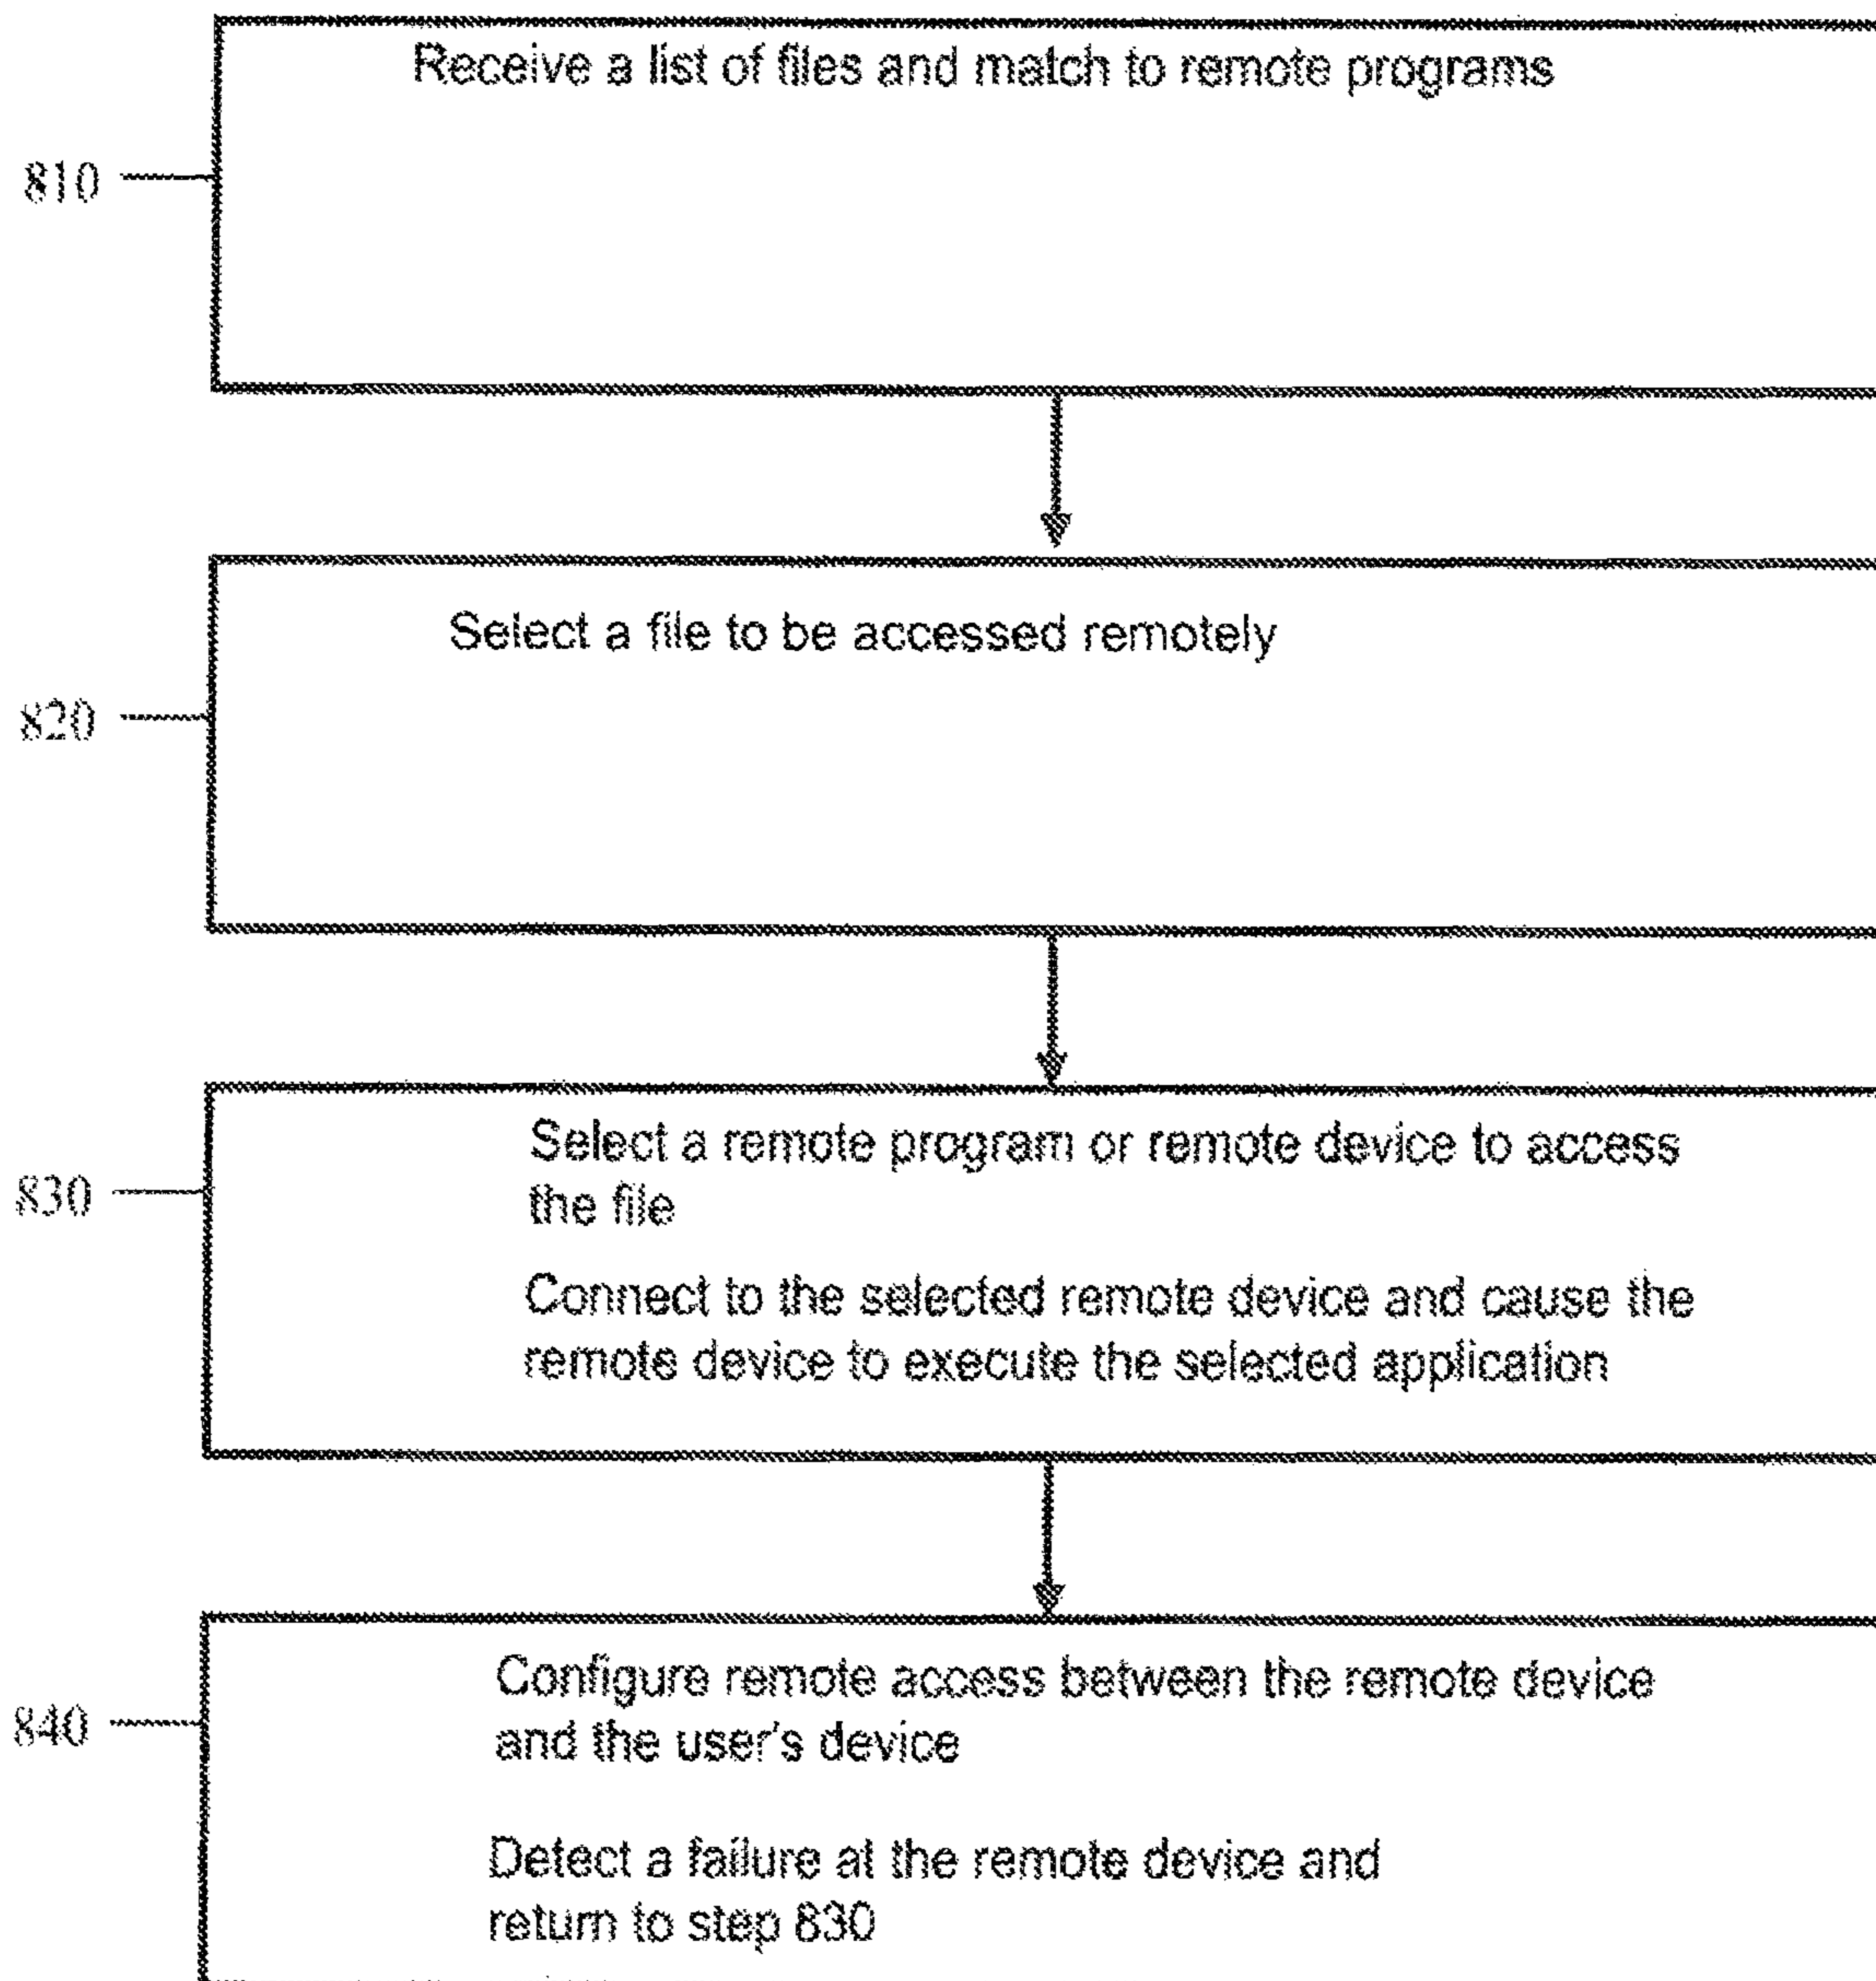 Receive a list of files and match to remote programs
810
Select a file to be accessed remotely
820
Select a remote program or remote device to access
the file
830
Connect to the selected remote device and cause the
remote device to execute the selected application
Configure remote access between the remote device
and the user's device
840
Detect a failure at the remote device and
return to step 830